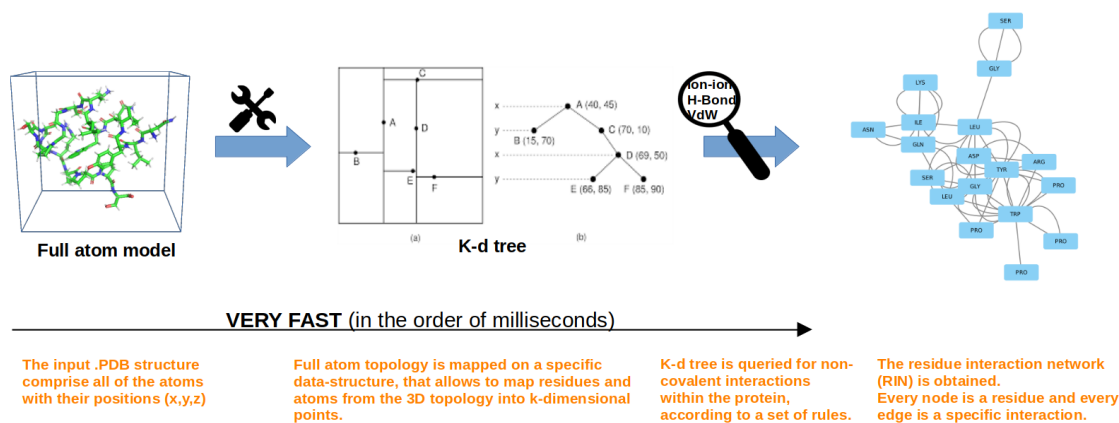 Full atom model
A
B
C
D
E
F
(a)
x
y
x
y
A (40, 45)
B (15, 70)
C (70, 10)
D (69, 50)
E (66, 85)
F (85, 90)
(b)
K-d tree
Ion-ion
H-Bond
VdW
SER
GLY
LYS
ASN
ILE
LEU
GLN
ASP
ARG
TYR
SER
GLY
PRO
LEU
TRP
PRO
PRO
PRO
VERY FAST (in the order of milliseconds)
The input .PDB structure
comprise all of the atoms
with their positions (x,y,z)
Full atom topology is mapped on a specific
data-structure, that allows to map residues and
atoms from the 3D topology into k-dimensional
points.
K-d tree is queried for non-
covalent interactions
within the protein,
according to a set of rules.
The residue interaction network
(RIN) is obtained.
Every node is a residue and every
edge is a specific interaction.